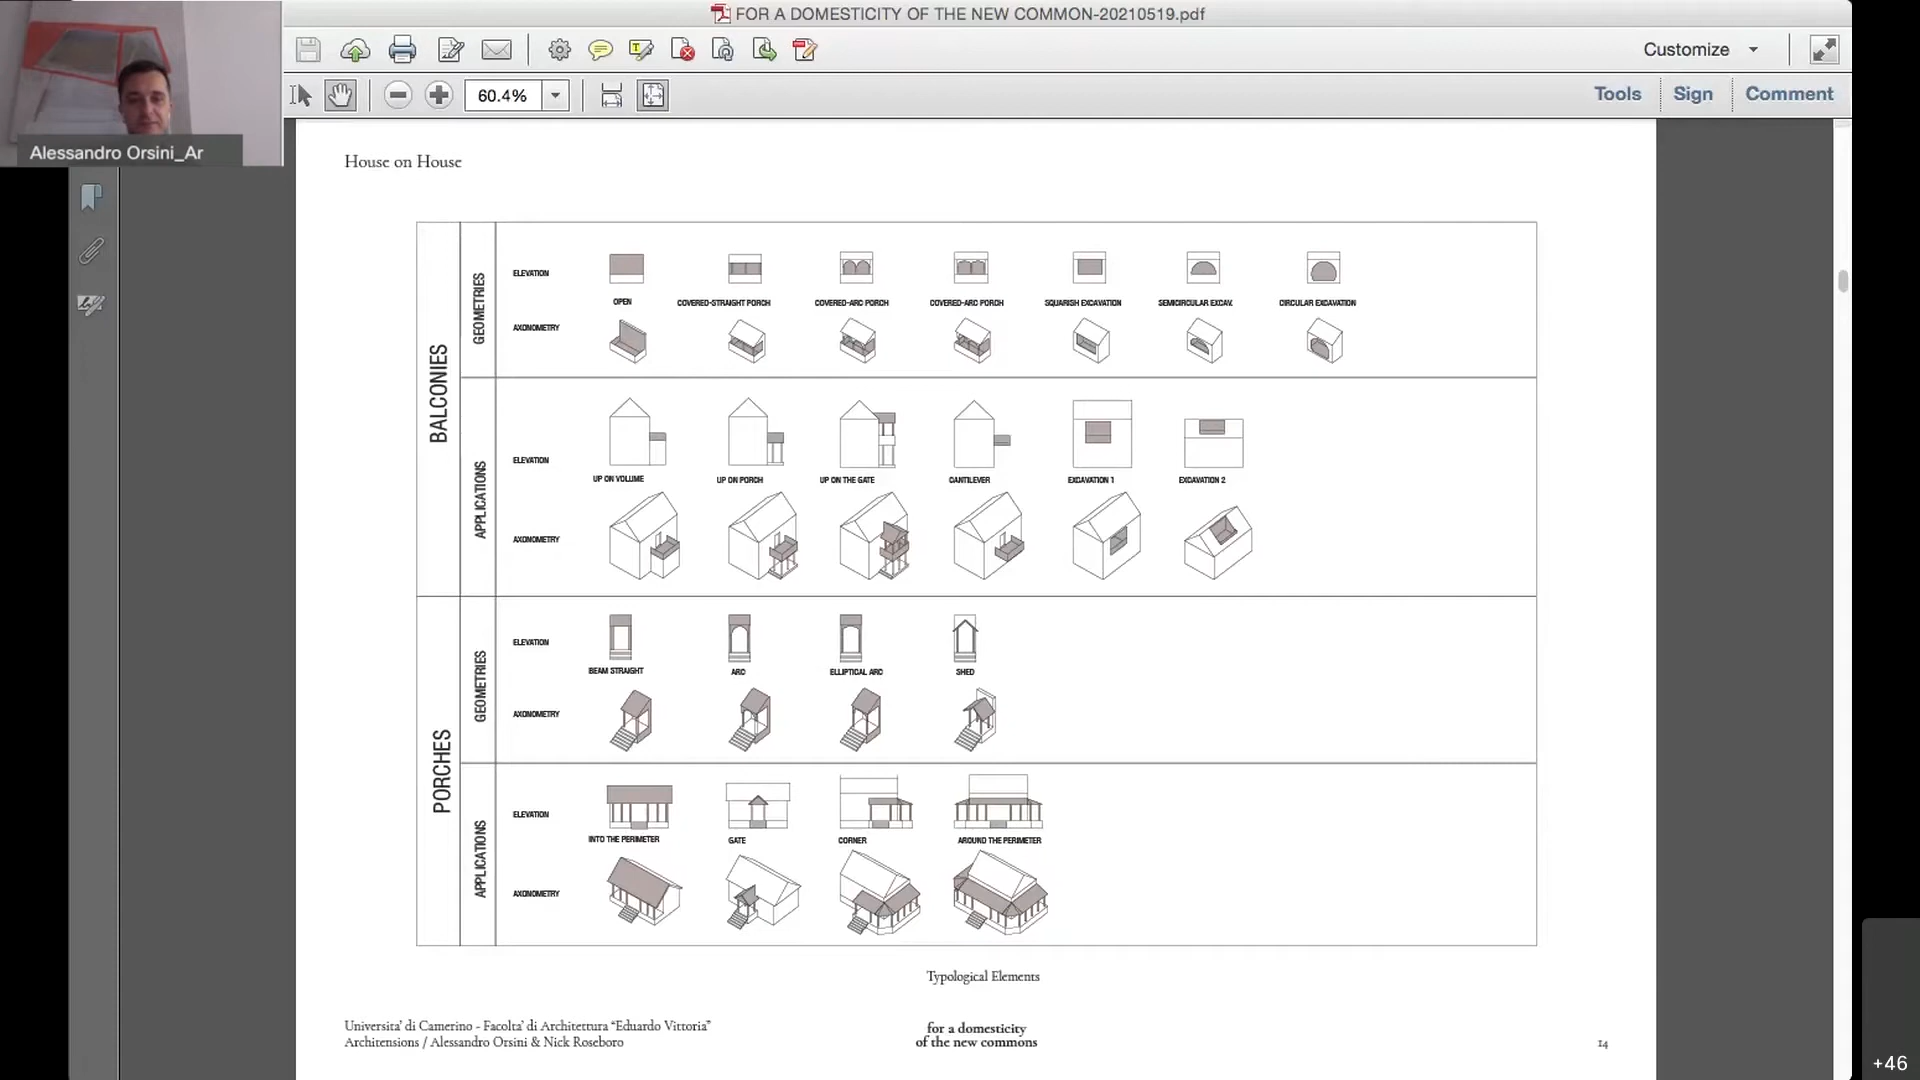 FOR A DOMESTICITY OF THE NEW COMMON-20210519.pdf
Customize
60.4%
Tools
Sign
Comment
Alessandro Orsini_Ar
House on House
BALCONIES
GEOMETRIES
ELEVATION
OPEN
COVERED-STRAIGHT PORCH
COVERED-ARC PORCH
COVERED-ARC PORCH
SQUARISH EXCAVATION
SEMICIRCULAR EXCAV.
CIRCULAR EXCAVATION
AXONOMETRY
APPLICATIONS
ELEVATION
UP ON VOLUME
UP ON PORCH
UP ON THE GATE
CANTILEVER
EXCAVATION 1
EXCAVATION 2
AXONOMETRY
PORCHES
GEOMETRIES
ELEVATION
BEAM STRAIGHT
ARC
ELLIPTICAL ARC
SHED
AXONOMETRY
APPLICATIONS
ELEVATION
INTO THE PERIMETER
GATE
CORNER
AROUND THE PERIMETER
AXONOMETRY
Typological Elements
Universita' di Camerino - Facolta' di Architettura "Eduardo Vittoria"
Architensions / Alessandro Orsini & Nick Roseboro
for a domesticity
of the new commons
14
+46